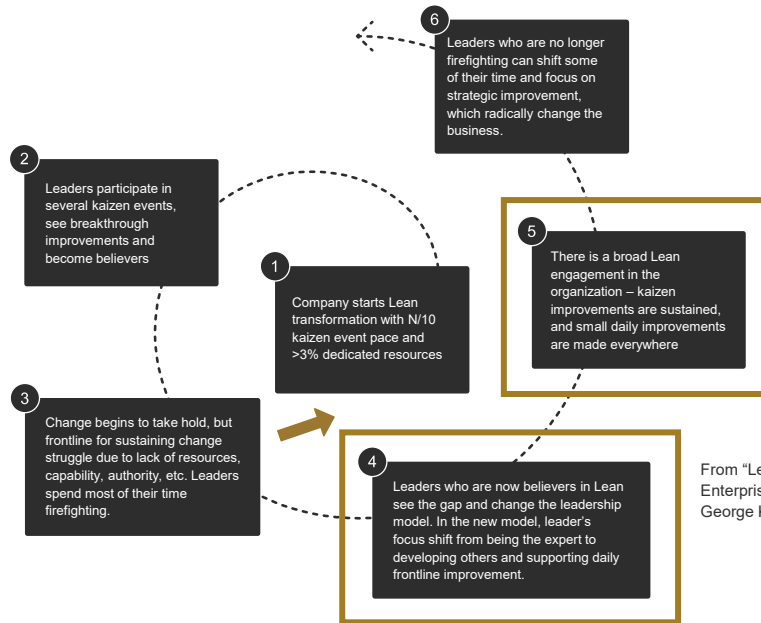 1
Company starts Lean
transformation with N/10
kaizen event pace and
>3% dedicated resources
2
Leaders participate in
several kaizen events,
see breakthrough
improvements and
become believers
3
Change begins to take hold, but
frontline for sustaining change
struggle due to lack of resources,
capability, authority, etc. Leaders
spend most of their time
firefighting.
4
Leaders who are now believers in Lean
see the gap and change the leadership
model. In the new model, leader’s
focus shift from being the expert to
developing others and supporting daily
frontline improvement.
5
There is a broad Lean
engagement in the
organization – kaizen
improvements are sustained,
and small daily improvements
are made everywhere
6
Leaders who are no longer
firefighting can shift some
of their time and focus on
strategic improvement,
which radically change the
business.
From “Le
Enterpris
George